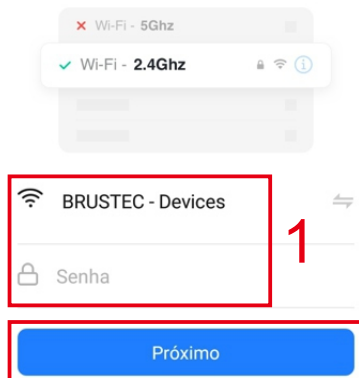 Wi-Fi - 5Ghz
Wi-Fi - 2.4Ghz
BRUSTEC - Devices
1
Senha
Próximo